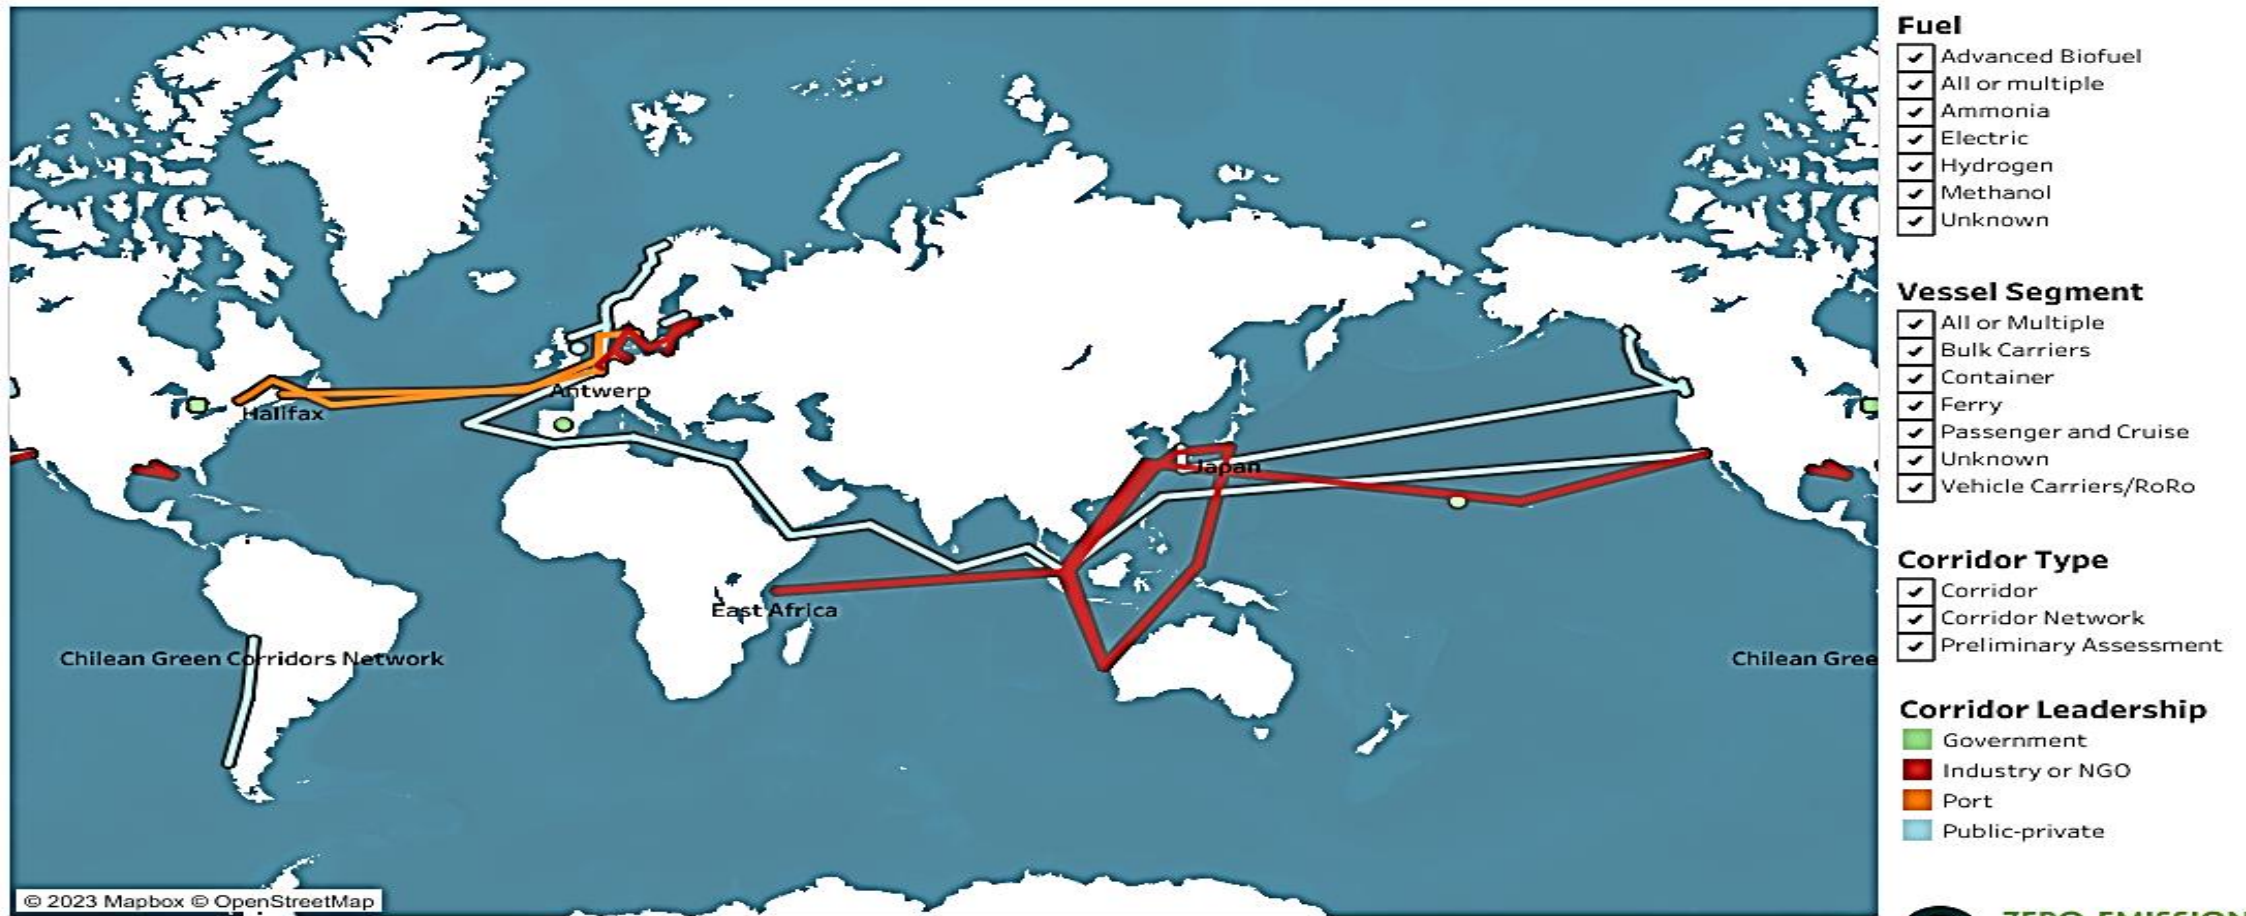 Fuel
Advanced Biofuel
All or multiple
Ammonia
Electric
Hydrogen
Methanol
Unknown
Vessel Segment
All or Multiple
Bulk Carriers
Container
Ferry
Passenger and Cruise
Unknown
Vehicle Carriers/RoRo
Corridor Type
Corridor
Corridor Network
Preliminary Assessment
Corridor Leadership
Government
Industry or NGO
Port
Public-private
Antwerp
Halifax
Japan
East Africa
Chilean Green Corridors Network
Chilean Gree
© 2023 Mapbox © OpenStreetMap
ZERO-EMISSION